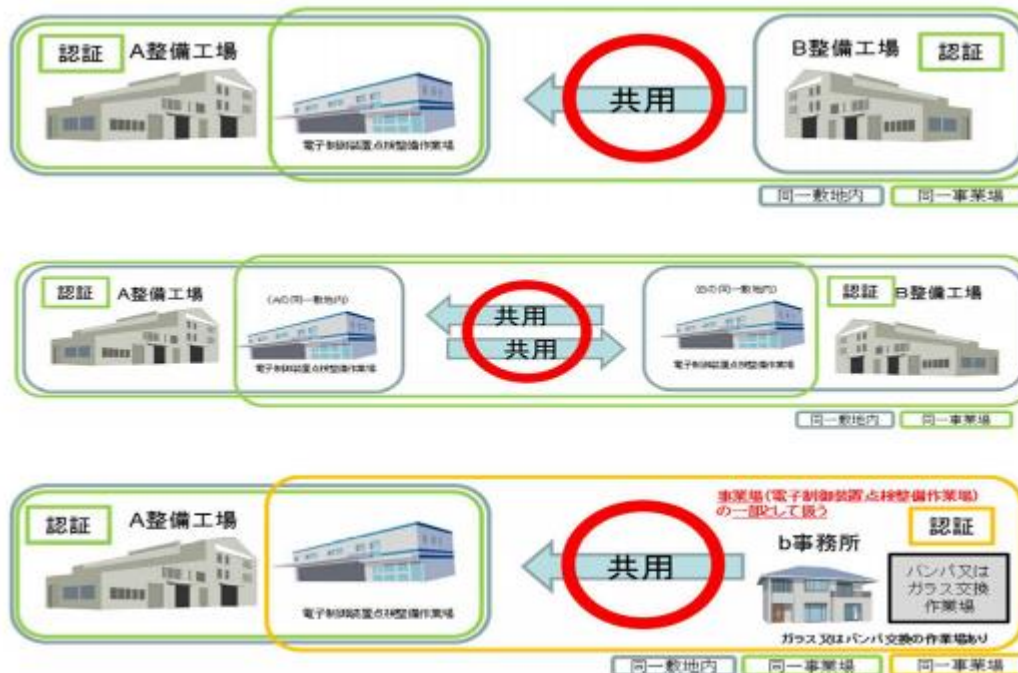 認証 A整備工場
電子制御装置点検整備作業場
共用
B整備工場 認証
同一敷地内 同一事業場
認証 A整備工場
(Aの同一敷地内)
電子制御装置点検整備作業場
共用
共用
(Bの同一敷地内)
電子制御装置点検整備作業場
認証 B整備工場
同一敷地内 同一事業場
認証 A整備工場
電子制御装置点検整備作業場
共用
事業場(電子制御装置点検整備作業場)
の一部として扱う
認証
b事務所
バンパ又は
ガラス交換
作業場
ガラス又はバンパ交換の作業場あり
同一敷地内 同一事業場 同一事業場